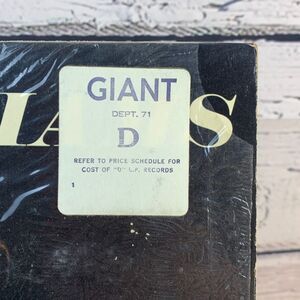 GIANT
DEPT. 71
D
REFER TO PRICE SCHEDULE FOR
COST OF "D" L.P. RECORDS
1